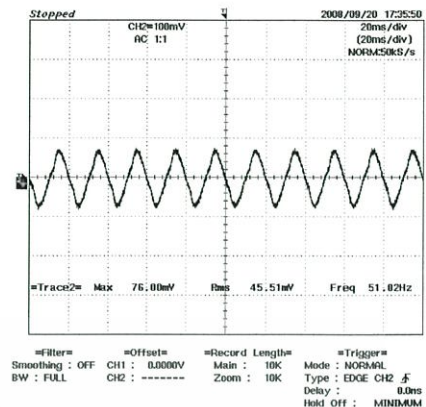 Stopped 2008/09/20 17:35:50
CH2=100mV 20ms/div
AC 1:1 (20ms/div)
NORM:50kS/s
=Trace2= Max 76.00mV Rms 45.51mV Freq 51.02Hz
=Filter= =Offset= =Record Length= =Trigger=
Smoothing : OFF CH1 : 0.0000V Main : 10K Mode : NORMAL
BW : FULL CH2 : ------- Zoom : 10K Type : EDGE CH2
Delay : 0.0ns
Hold Off : MINIMUM